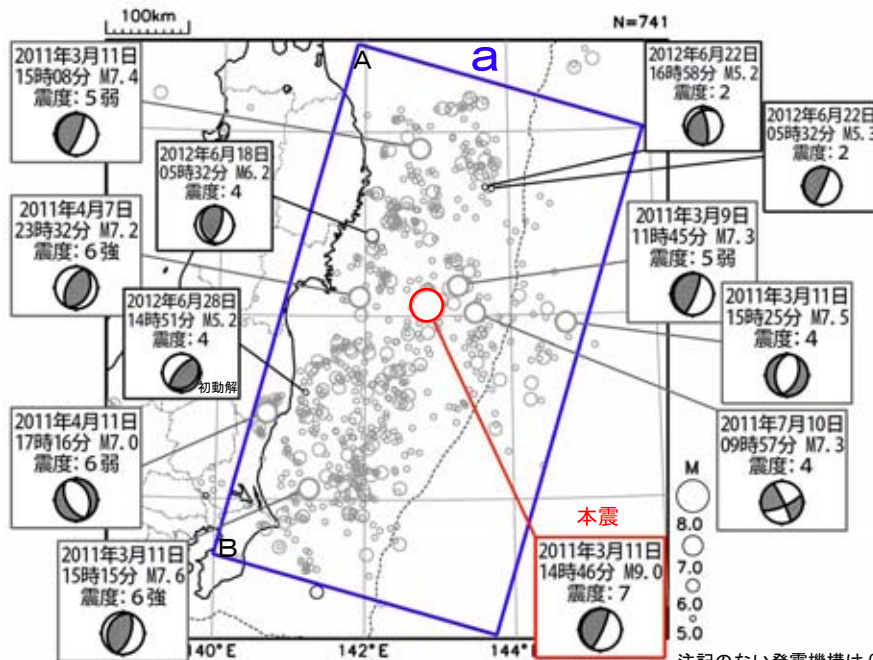 100km
N=741
a
A
2011年3月11日
15時08分 M7.4
震度:5弱
2012年6月22日
16時58分 M5.2
震度:2
2012年6月22日
05時32分 M5.3
震度:2
2012年6月18日
05時32分 M6.2
震度:4
2011年4月7日
23時32分 M7.2
震度:6強
2011年3月9日
11時45分 M7.3
震度:5弱
2012年6月28日
14時51分 M5.2
震度:4
初動解
2011年3月11日
15時25分 M7.5
震度:4
2011年4月11日
17時16分 M7.0
震度:6弱
2011年7月10日
09時57分 M7.3
震度:4
M
8.0
7.0
6.0
5.0
本震
2011年3月11日
14時46分 M9.0
震度:7
B
2011年3月11日
15時15分 M7.6
震度:6強
140°E
142°E
144°E
注記のない発震機構は